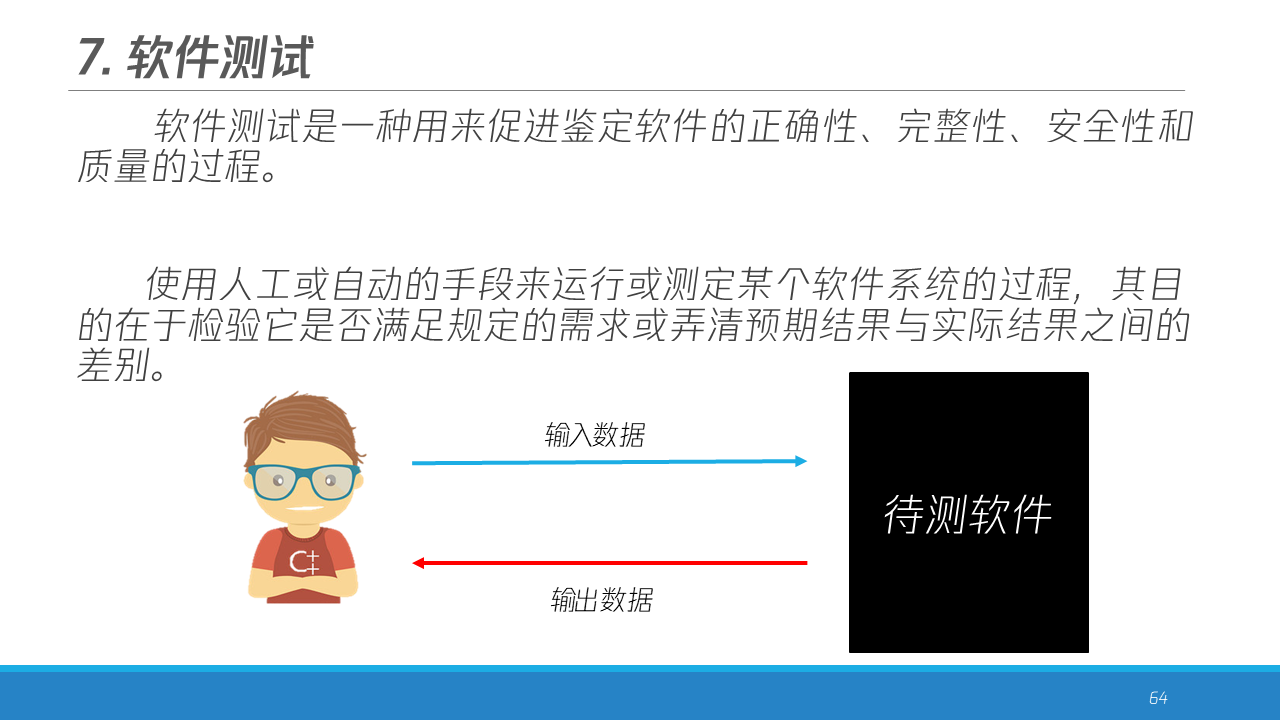 7. 软件测试
软件测试是一种用来促进鉴定软件的正确性、完整性、安全性和
质量的过程。
使用人工或自动的手段来运行或测定某个软件系统的过程，其目
的在于检验它是否满足规定的需求或弄清预期结果与实际结果之间的
差别。
输入数据
待测软件
C++
输出数据
64